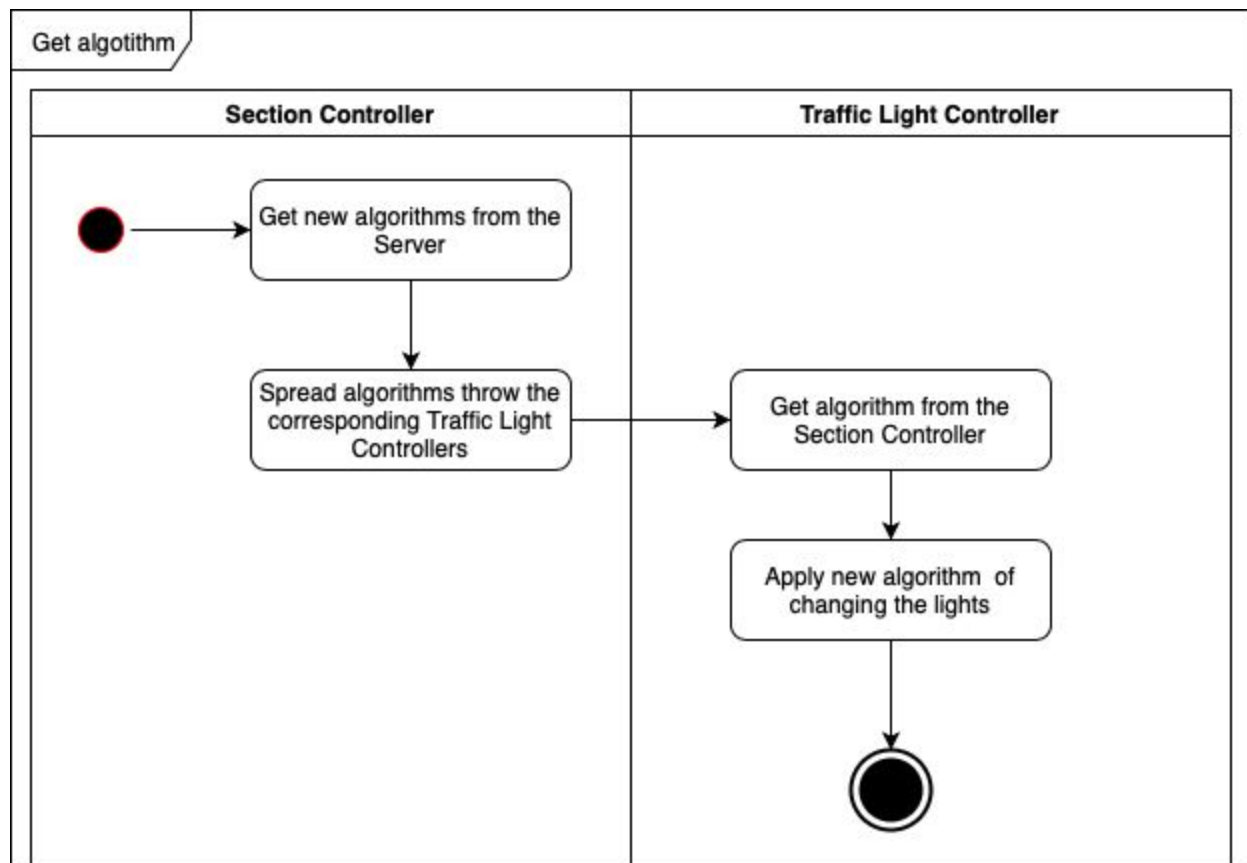 Get algotithm
Section Controller
Traffic Light Controller
Get new algorithms from the
Server
Spread algorithms throw the
corresponding Traffic Light
Controllers
Get algorithm from the
Section Controller
Apply new algorithm  of
changing the lights